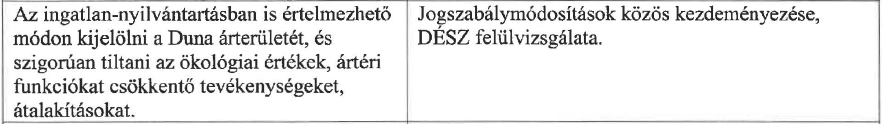 Az ingatlan-nyilvántartásban is értelmezhető
módon kijelölni a Duna árterületét, és
szigorúan tiltani az ökológiai értékek, ártéri
funkciókat csökkentő tevékenységeket,
átalakításokat.
Jogszabálymódosítások közös kezdeményezése,
DÉSZ felülvizsgálata.